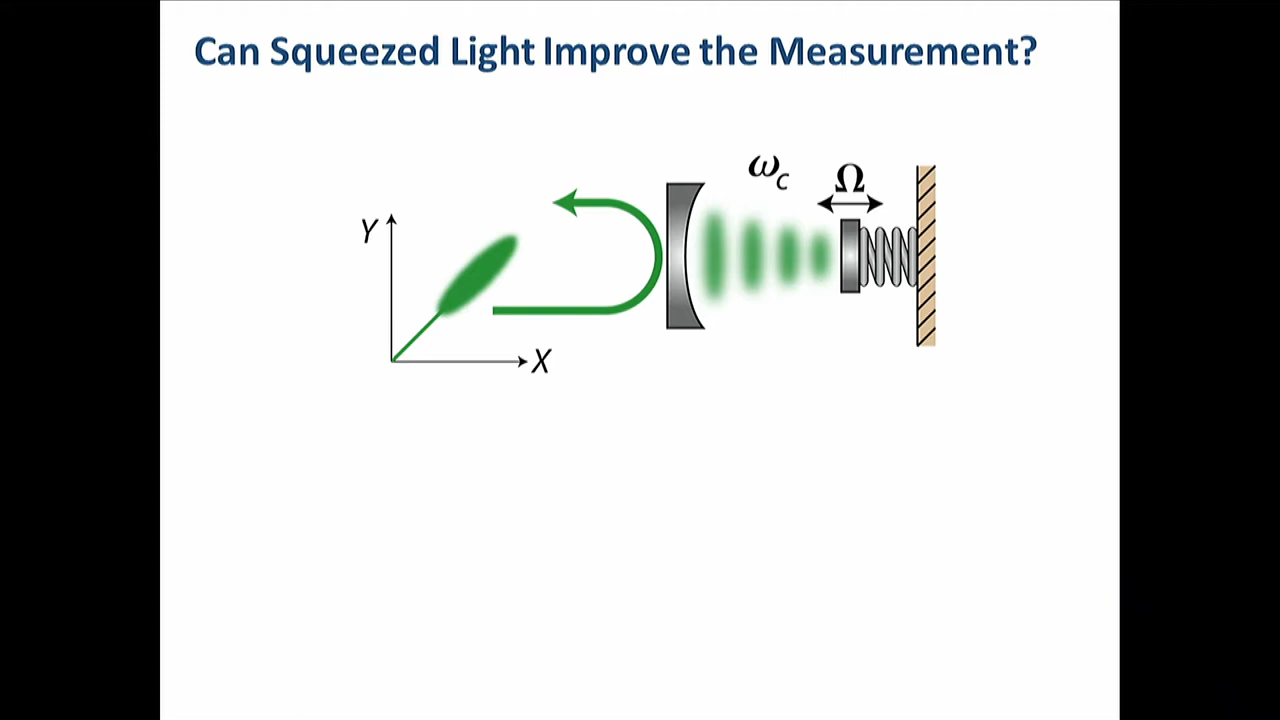 Can Squeezed Light Improve the Measurement?
ω_c
Ω
Y
X